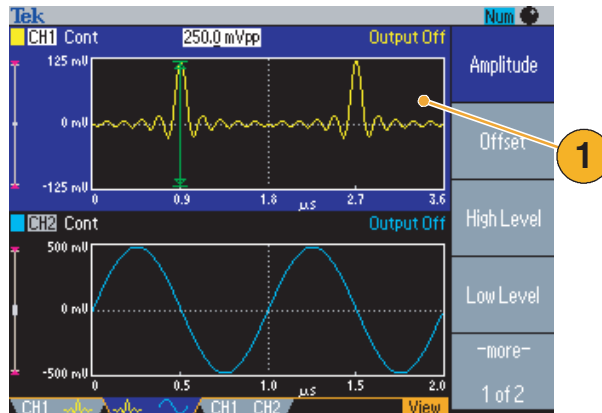 Tek Num
CH1 Cont 250.0 mVpp Output Off
125 mV
0 mV
-125 mV
0 0.9 1.8 µs 2.7 3.6
CH2 Cont Output Off
500 mV
0 mV
-500 mV
0 0.5 1.0 µs 1.5 2.0
CH1 CH1 CH2 View
Amplitude
Offset
High Level
Low Level
-more-
1 of 2
1